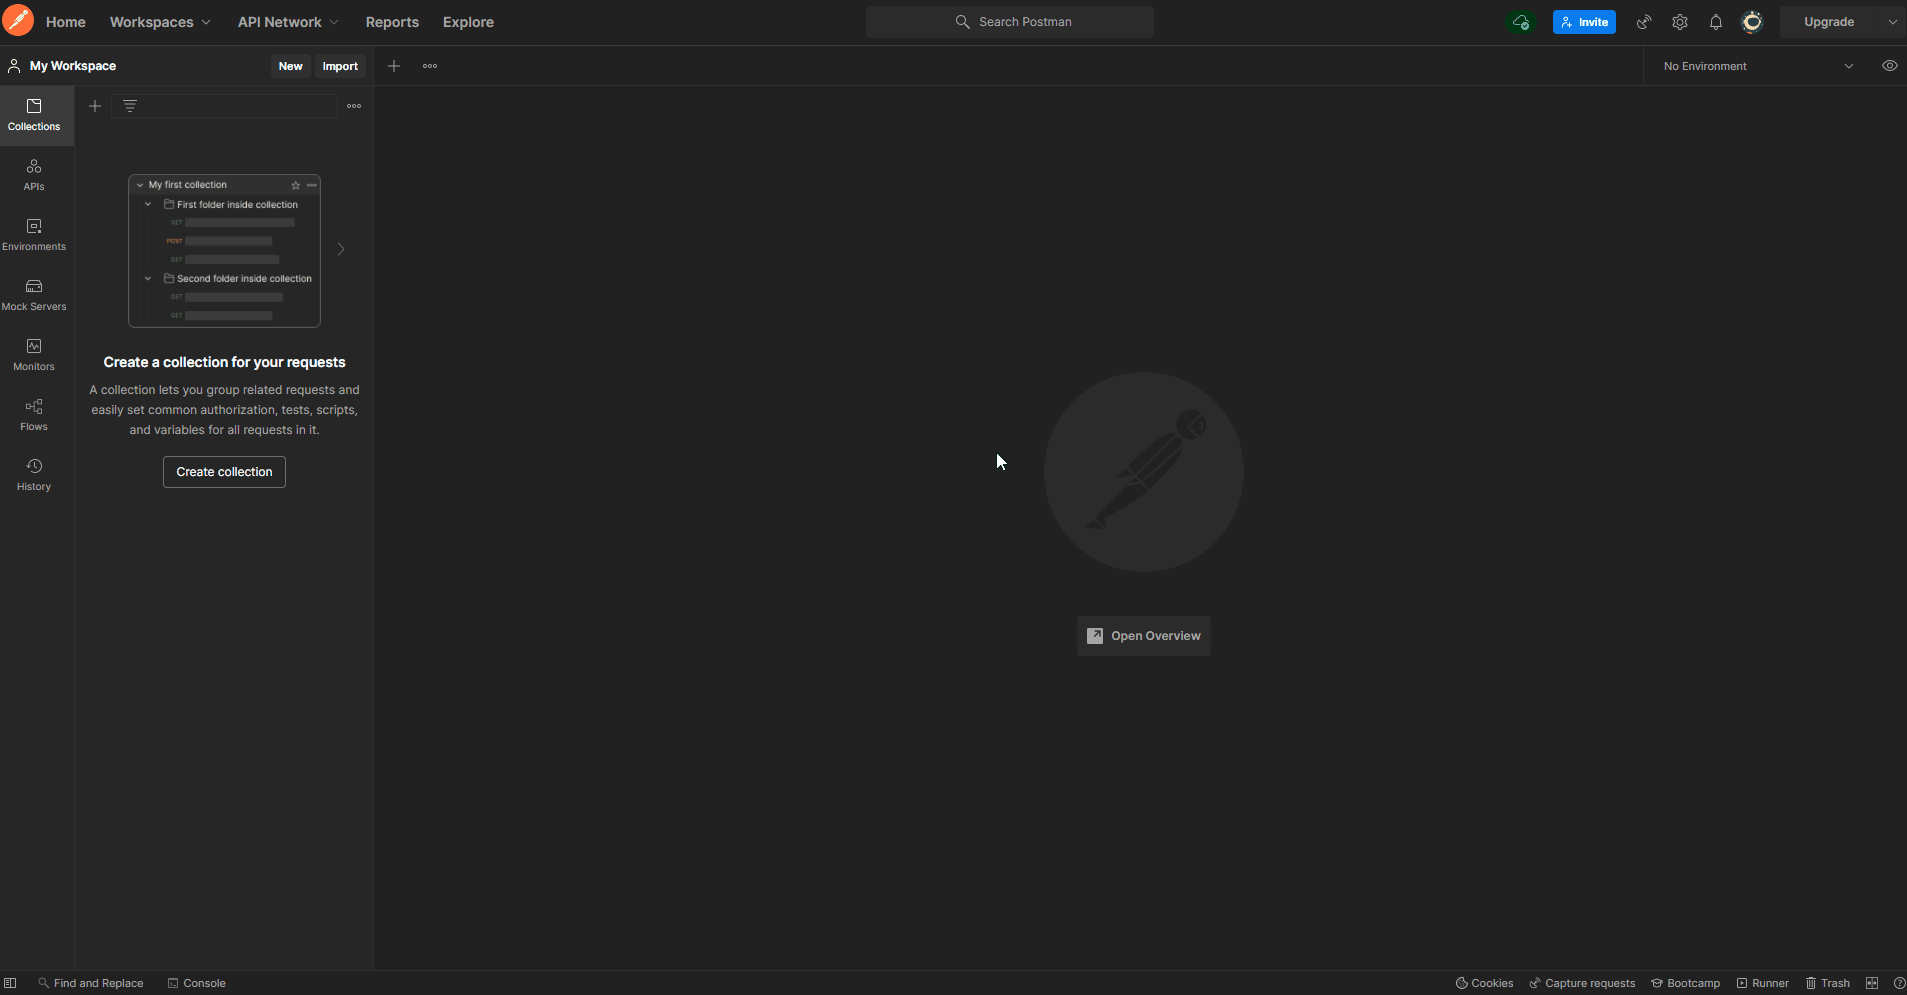 Home Workspaces API Network Reports Explore Search Postman Invite Upgrade
My Workspace New Import No Environment
Collections
APIs
Environments
Mock Servers
Monitors
Flows
History
My first collection
First folder inside collection
GET
POST
GET
Second folder inside collection
GET
GET
Create a collection for your requests
A collection lets you group related requests and
easily set common authorization, tests, scripts,
and variables for all requests in it.
Create collection
Open Overview
Find and Replace Console Cookies Capture requests Bootcamp Runner Trash